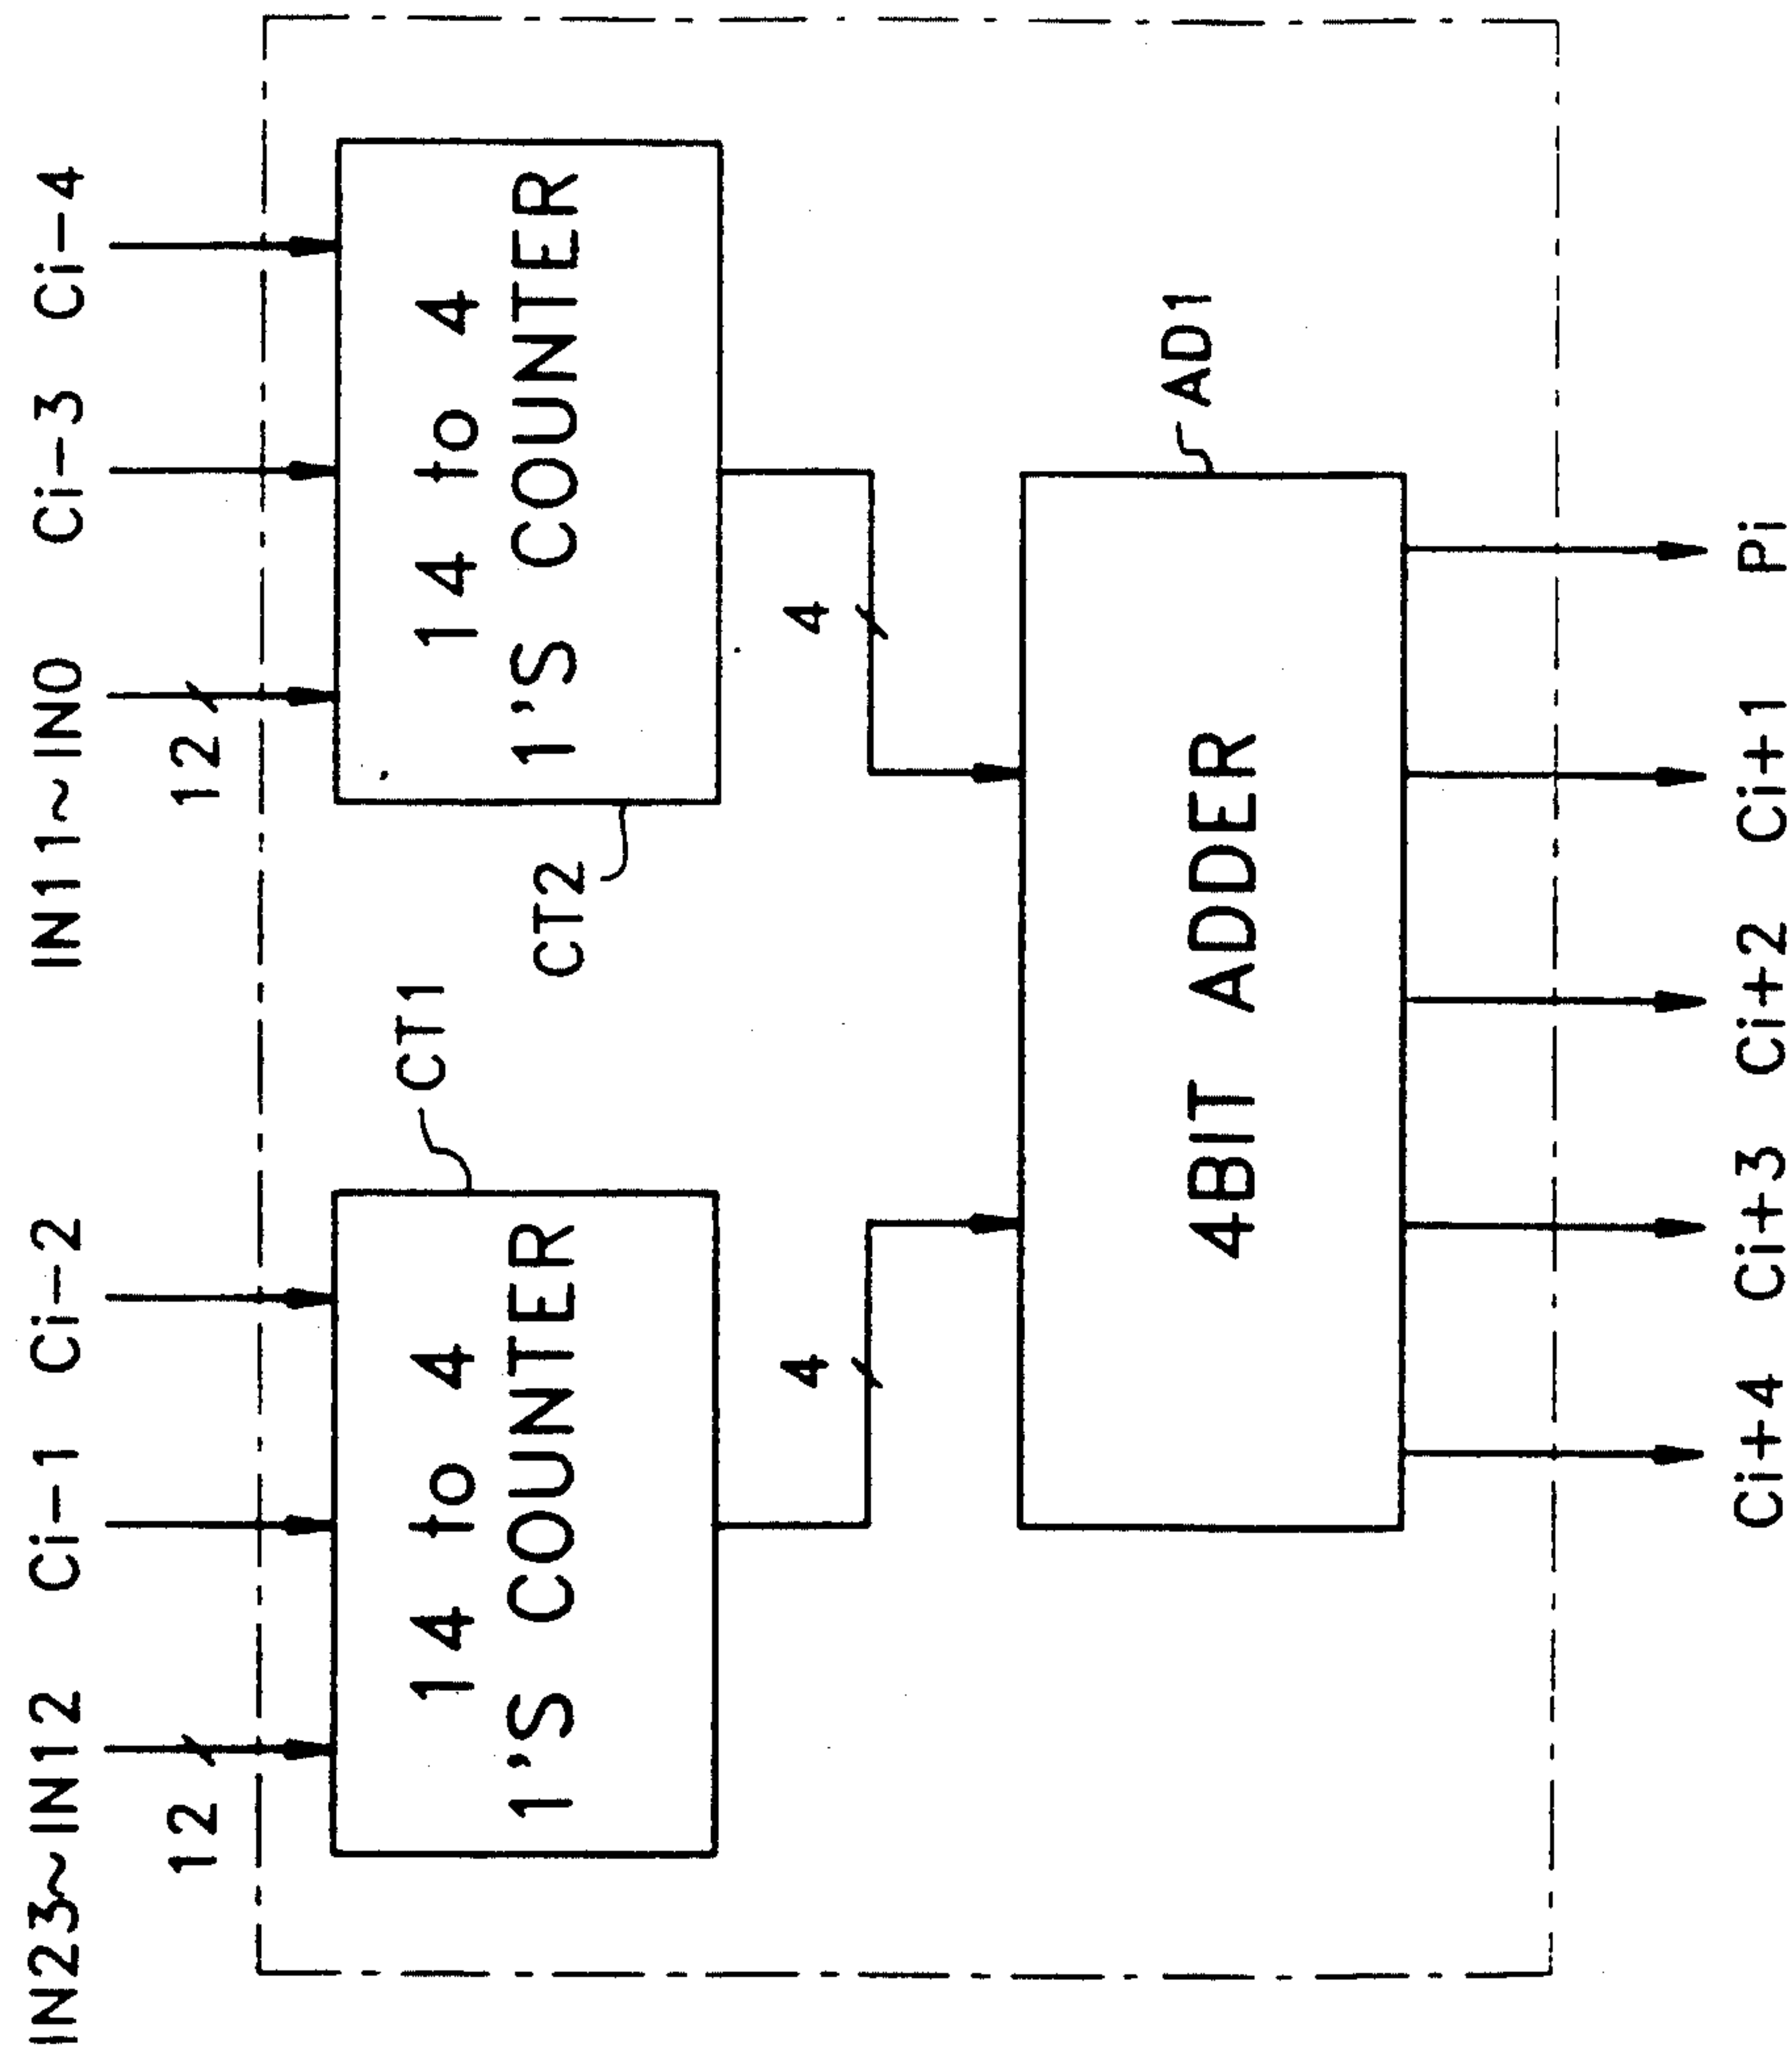 IN23~IN12 Ci-1 Ci-2 IN11~IN0 Ci-3 Ci-4
12 12
CT1
14 to 4
1'S COUNTER
CT2
14 to 4
1'S COUNTER
4 4
AD1
4BIT ADDER
Ci+4 Ci+3 Ci+2 Ci+1 Pi